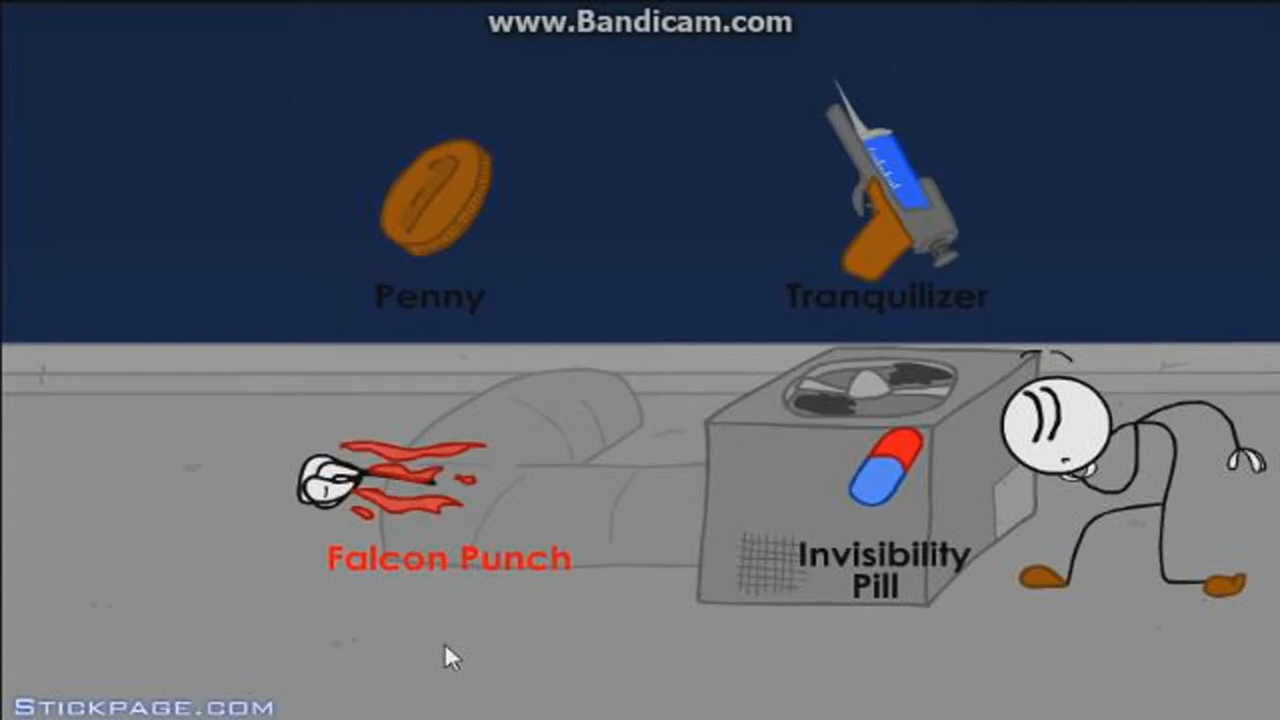 www.Bandicam.com
Penny
Tranquilizer
Falcon Punch
Invisibility
Pill
STICKPAGE.COM